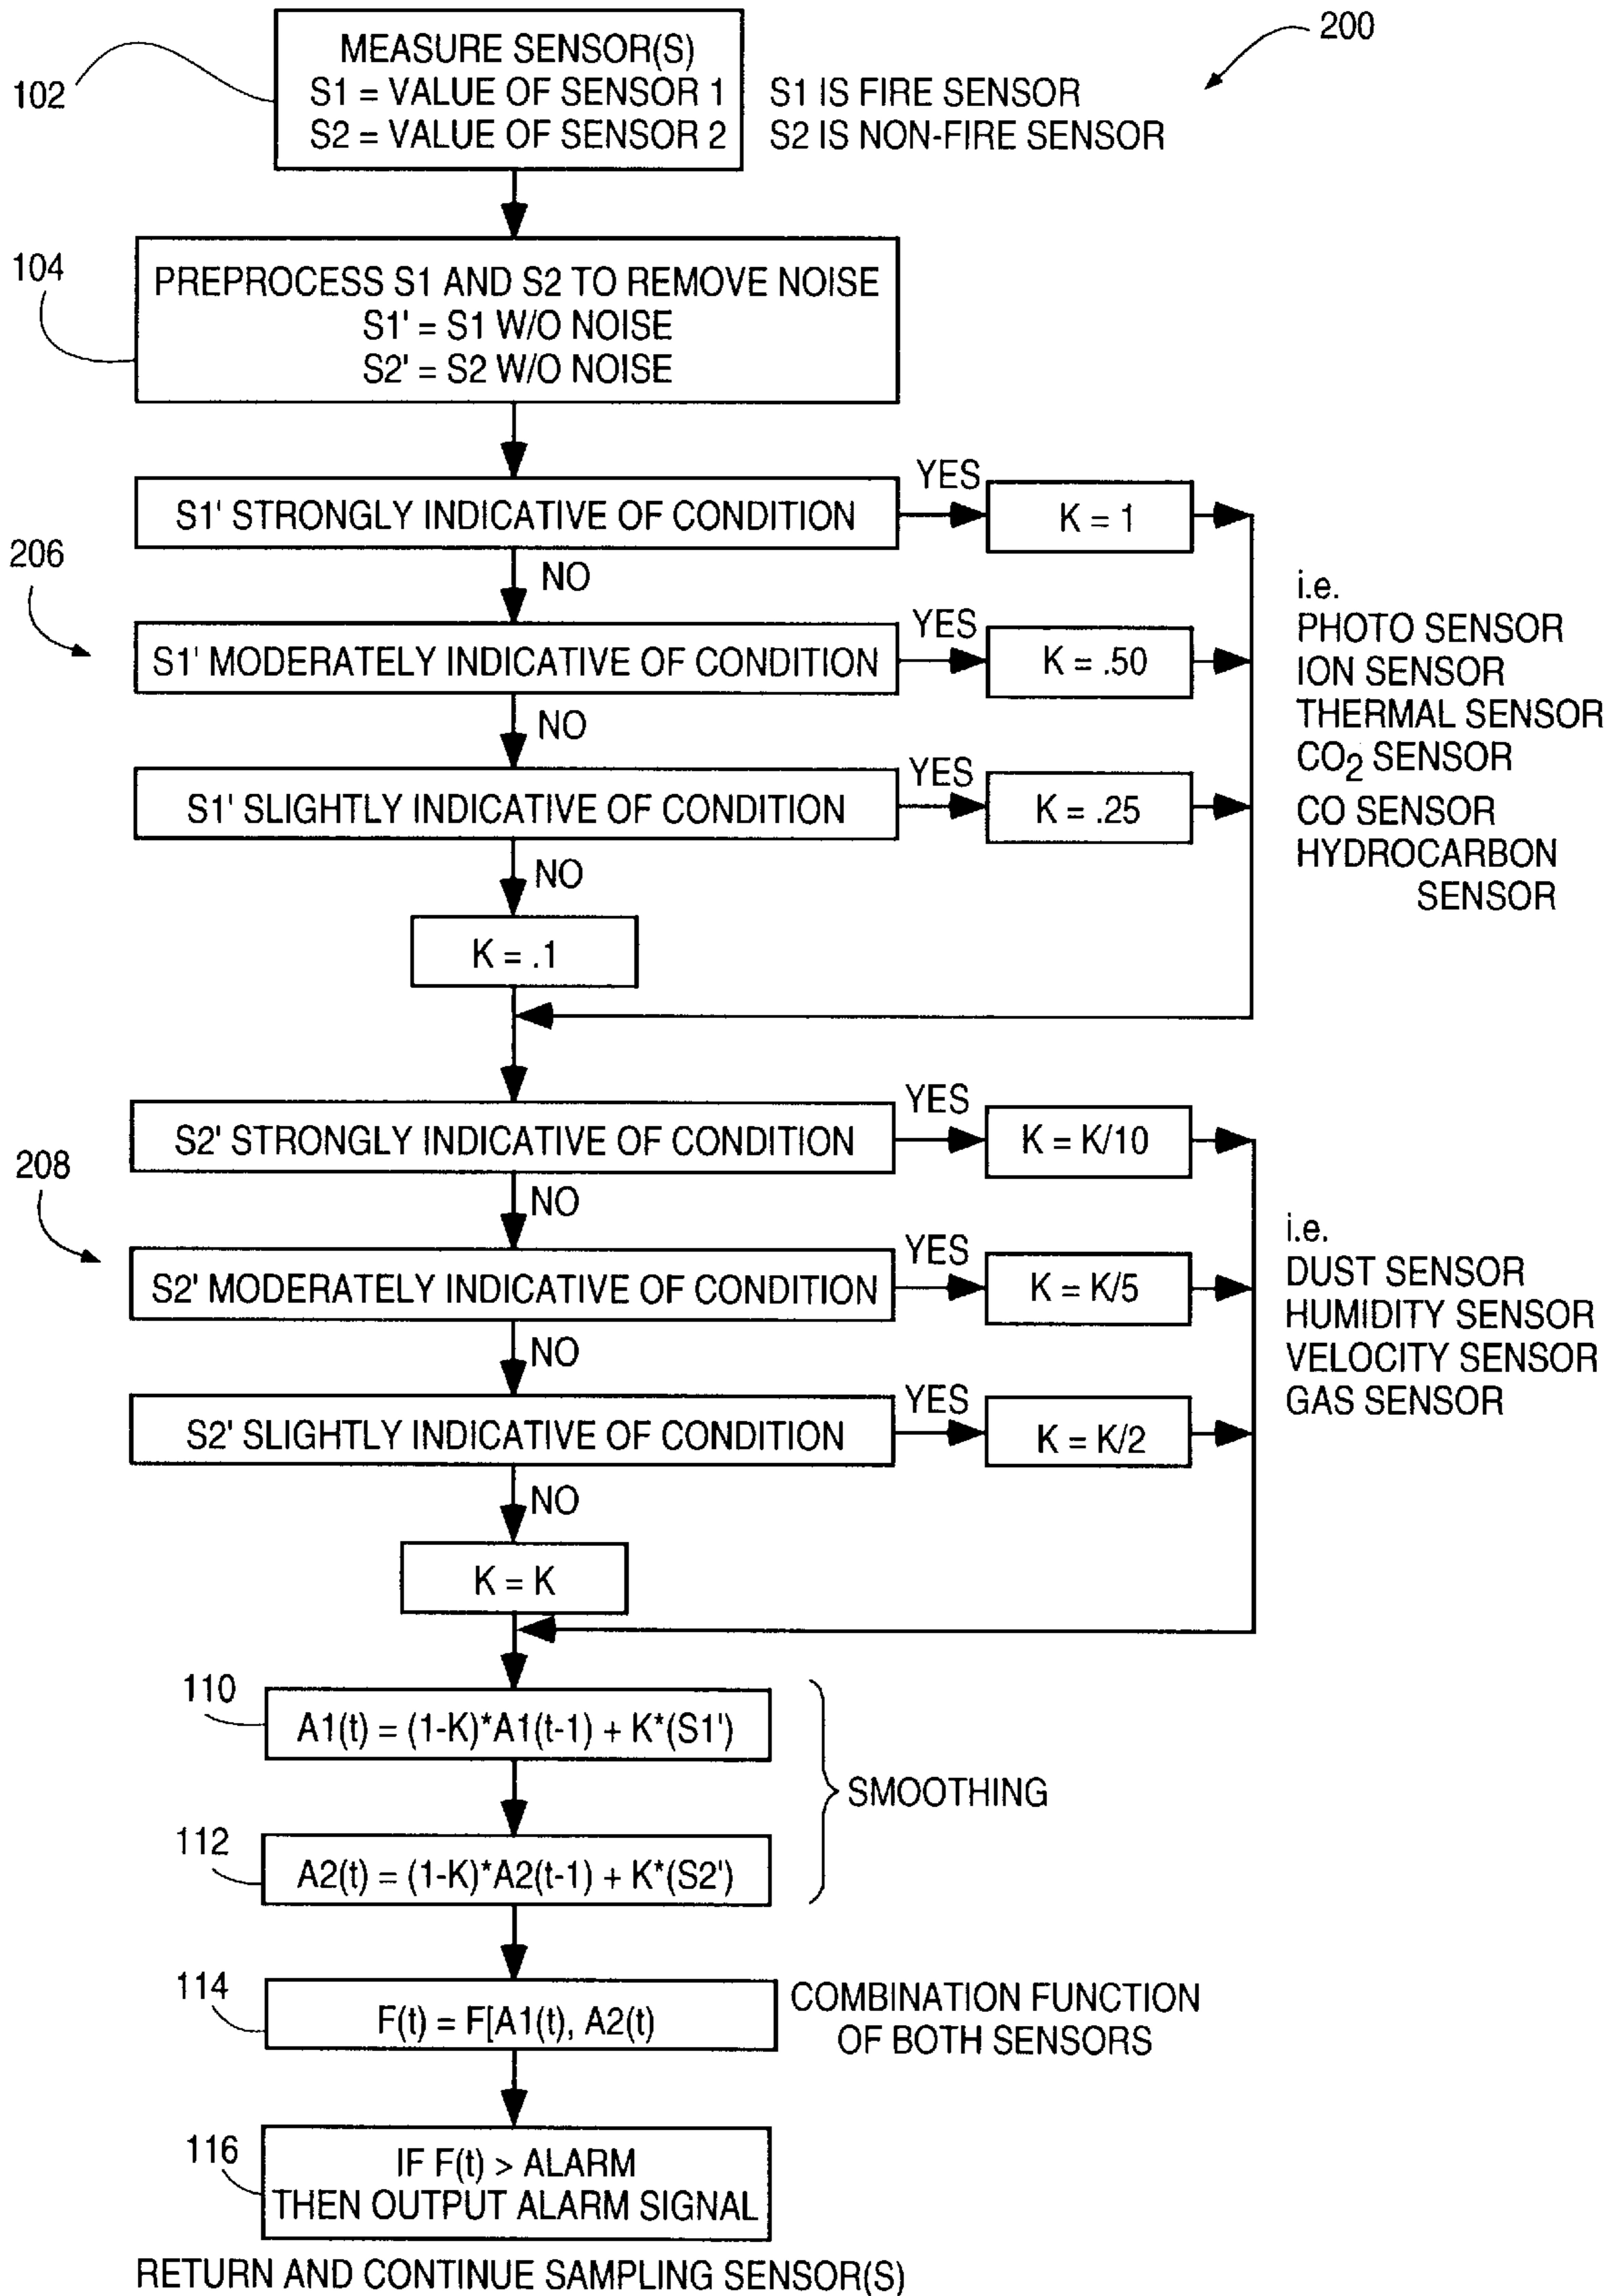 200
MEASURE SENSOR(S)
S1 = VALUE OF SENSOR 1
S2 = VALUE OF SENSOR 2
S1 IS FIRE SENSOR
S2 IS NON-FIRE SENSOR
102
104
PREPROCESS S1 AND S2 TO REMOVE NOISE
S1' = S1 W/O NOISE
S2' = S2 W/O NOISE
S1' STRONGLY INDICATIVE OF CONDITION
YES
K = 1
NO
206
S1' MODERATELY INDICATIVE OF CONDITION
YES
K = .50
NO
S1' SLIGHTLY INDICATIVE OF CONDITION
YES
K = .25
NO
K = .1
i.e.
PHOTO SENSOR
ION SENSOR
THERMAL SENSOR
CO2 SENSOR
CO SENSOR
HYDROCARBON
SENSOR
S2' STRONGLY INDICATIVE OF CONDITION
YES
K = K/10
NO
208
S2' MODERATELY INDICATIVE OF CONDITION
YES
K = K/5
NO
S2' SLIGHTLY INDICATIVE OF CONDITION
YES
K = K/2
NO
K = K
i.e.
DUST SENSOR
HUMIDITY SENSOR
VELOCITY SENSOR
GAS SENSOR
110
A1(t) = (1-K)*A1(t-1) + K*(S1')
SMOOTHING
112
A2(t) = (1-K)*A2(t-1) + K*(S2')
114
F(t) = F[A1(t), A2(t)
COMBINATION FUNCTION
OF BOTH SENSORS
116
IF F(t) > ALARM
THEN OUTPUT ALARM SIGNAL
RETURN AND CONTINUE SAMPLING SENSOR(S)